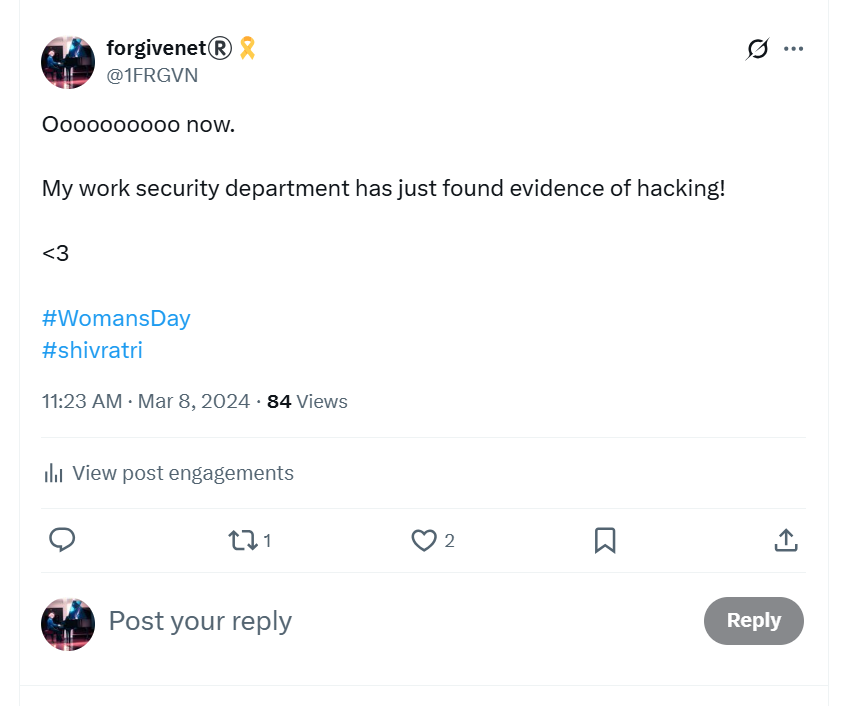 forgivenet® 🎗
@1FRGVN
Ooooooooooo now.
My work security department has just found evidence of hacking!
<3
#WomansDay
#shivratri
11:23 AM · Mar 8, 2024 · 84 Views
View post engagements
1
2
Post your reply
Reply